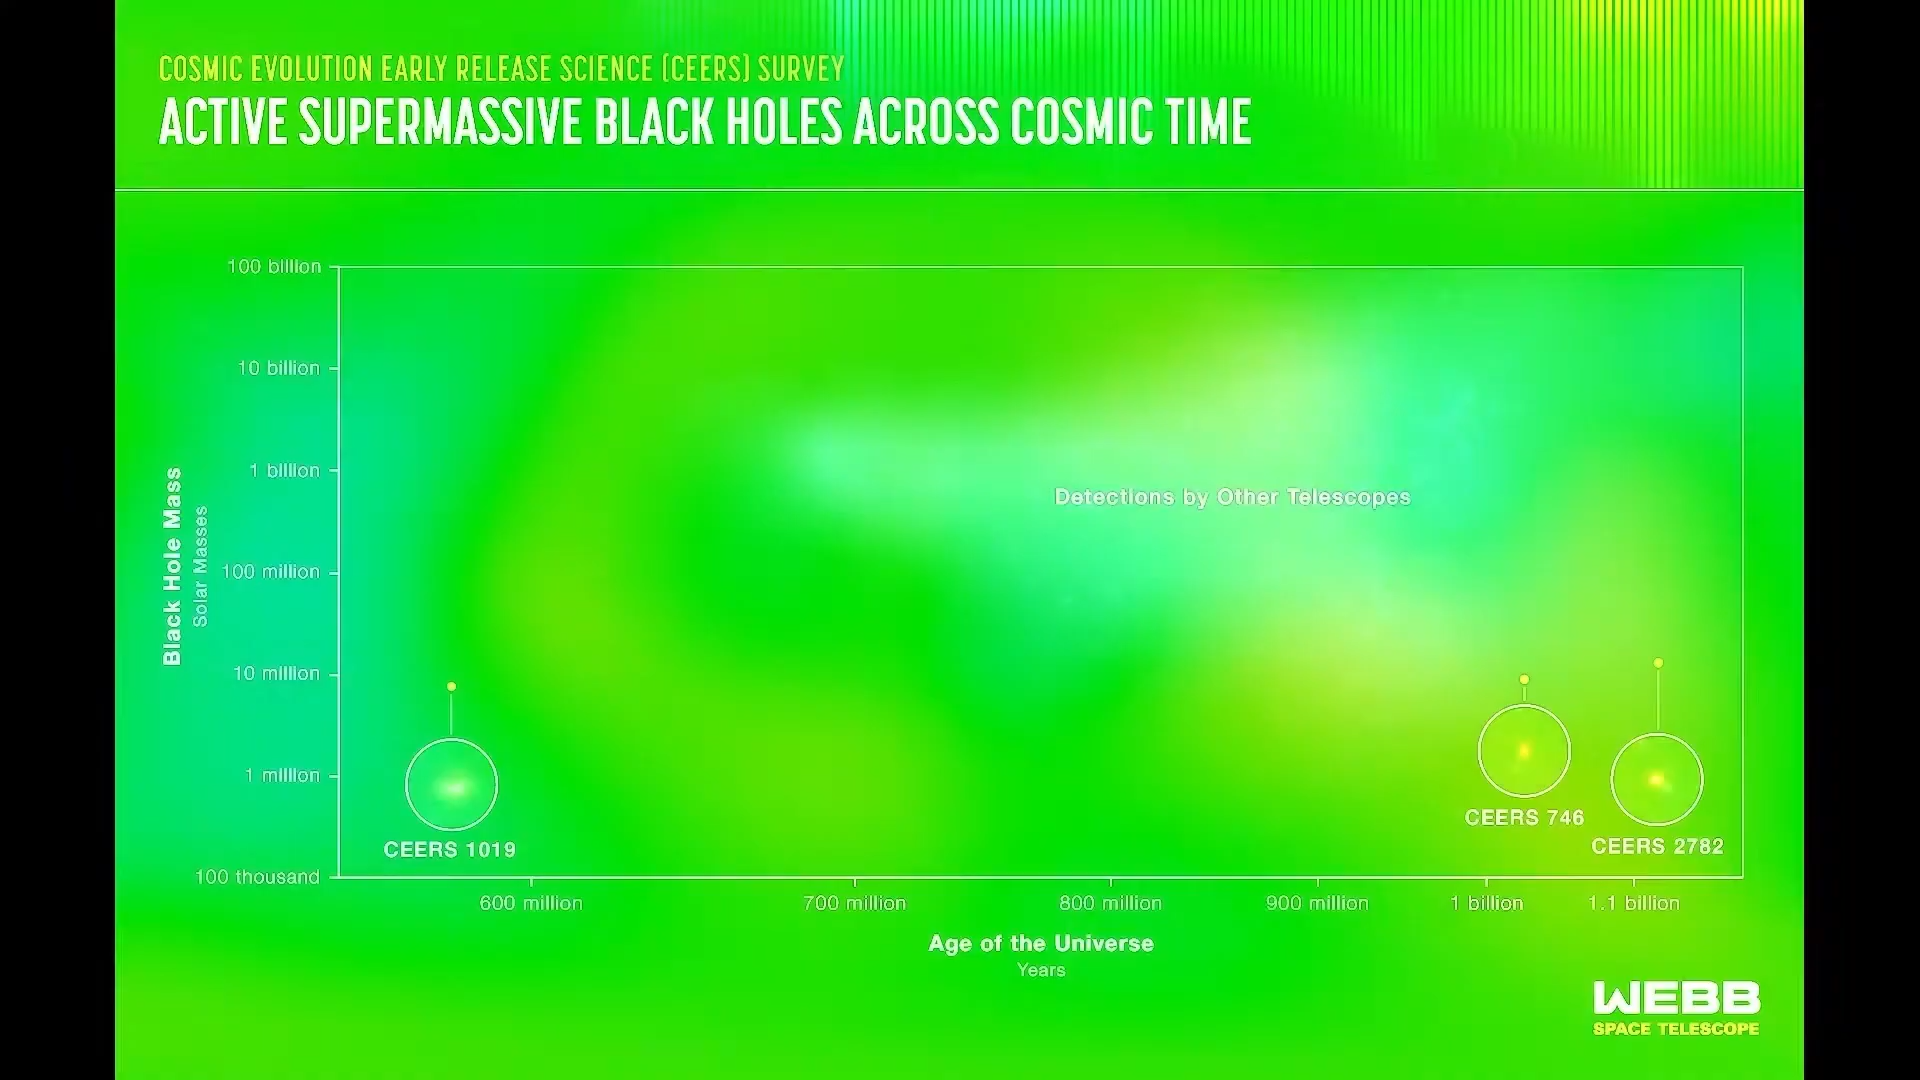 COSMIC EVOLUTION EARLY RELEASE SCIENCE (CEERS) SURVEY
ACTIVE SUPERMASSIVE BLACK HOLES ACROSS COSMIC TIME
100 billion
10 billion
1 billion
100 million
10 million
1 million
100 thousand
Black Hole Mass
Solar Masses
Detections by Other Telescopes
CEERS 1019
CEERS 746
CEERS 2782
600 million
700 million
800 million
900 million
1 billion
1.1 billion
Age of the Universe
Years
WEBB
SPACE TELESCOPE